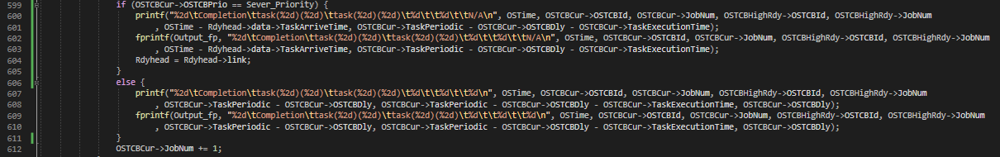 599 if (OSTCBCur->OSTCBPrio == Sever_Priority) {
600 printf("%2d\tCompletion\ttask(%2d)(%2d)\ttask(%2d)(%2d)\t%d\t\t%d\t\tN/A\n", OSTime, OSTCBCur->OSTCBId, OSTCBCur->JobNum, OSTCBHighRdy->OSTCBId, OSTCBHighRdy->JobNum
601 , OSTime - Rdyhead->data->TaskArriveTime, OSTCBCur->TaskPeriodic - OSTCBCur->OSTCBDly - OSTCBCur->TaskExecutionTime);
602 fprintf(Output_fp, "%2d\tCompletion\ttask(%2d)(%2d)\ttask(%2d)(%2d)\t%d\t\t%d\t\tN/A\n", OSTime, OSTCBCur->OSTCBId, OSTCBCur->JobNum, OSTCBHighRdy->OSTCBId, OSTCBHighRdy->JobNum
603 , OSTime - Rdyhead->data->TaskArriveTime, OSTCBCur->TaskPeriodic - OSTCBCur->OSTCBDly - OSTCBCur->TaskExecutionTime);
604 Rdyhead = Rdyhead->link;
605 }
606 else {
607 printf("%2d\tCompletion\ttask(%2d)(%2d)\ttask(%2d)(%2d)\t%d\t\t%d\t\t%d\n", OSTime, OSTCBCur->OSTCBId, OSTCBCur->JobNum, OSTCBHighRdy->OSTCBId, OSTCBHighRdy->JobNum
608 , OSTCBCur->TaskPeriodic - OSTCBCur->OSTCBDly, OSTCBCur->TaskPeriodic - OSTCBCur->OSTCBDly - OSTCBCur->TaskExecutionTime, OSTCBCur->OSTCBDly);
609 fprintf(Output_fp, "%2d\tCompletion\ttask(%2d)(%2d)\ttask(%2d)(%2d)\t%d\t\t%d\t\t%d\n", OSTime, OSTCBCur->OSTCBId, OSTCBCur->JobNum, OSTCBHighRdy->OSTCBId, OSTCBHighRdy->JobNum
610 , OSTCBCur->TaskPeriodic - OSTCBCur->OSTCBDly, OSTCBCur->TaskPeriodic - OSTCBCur->OSTCBDly - OSTCBCur->TaskExecutionTime, OSTCBCur->OSTCBDly);
611 }
612 OSTCBCur->JobNum += 1;